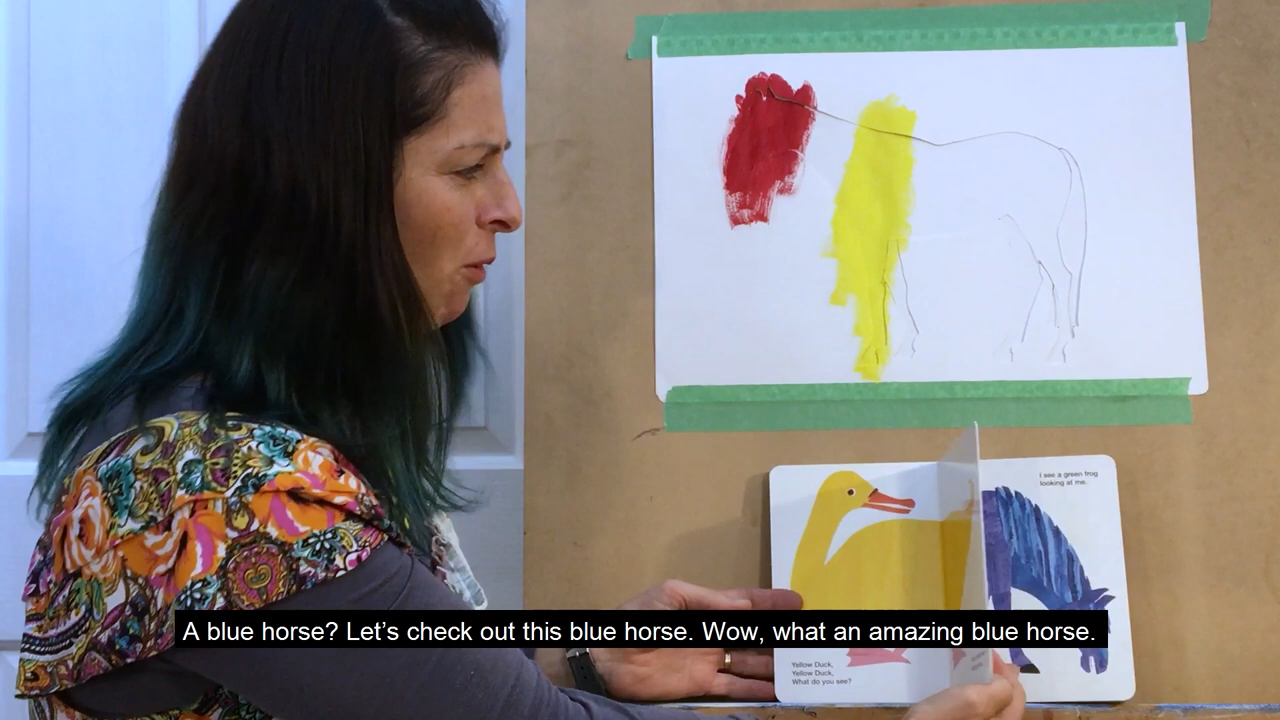 I see a green frog
looking at me.
A blue horse? Let’s check out this blue horse. Wow, what an amazing blue horse.
Yellow Duck,
Yellow Duck,
What do you see?